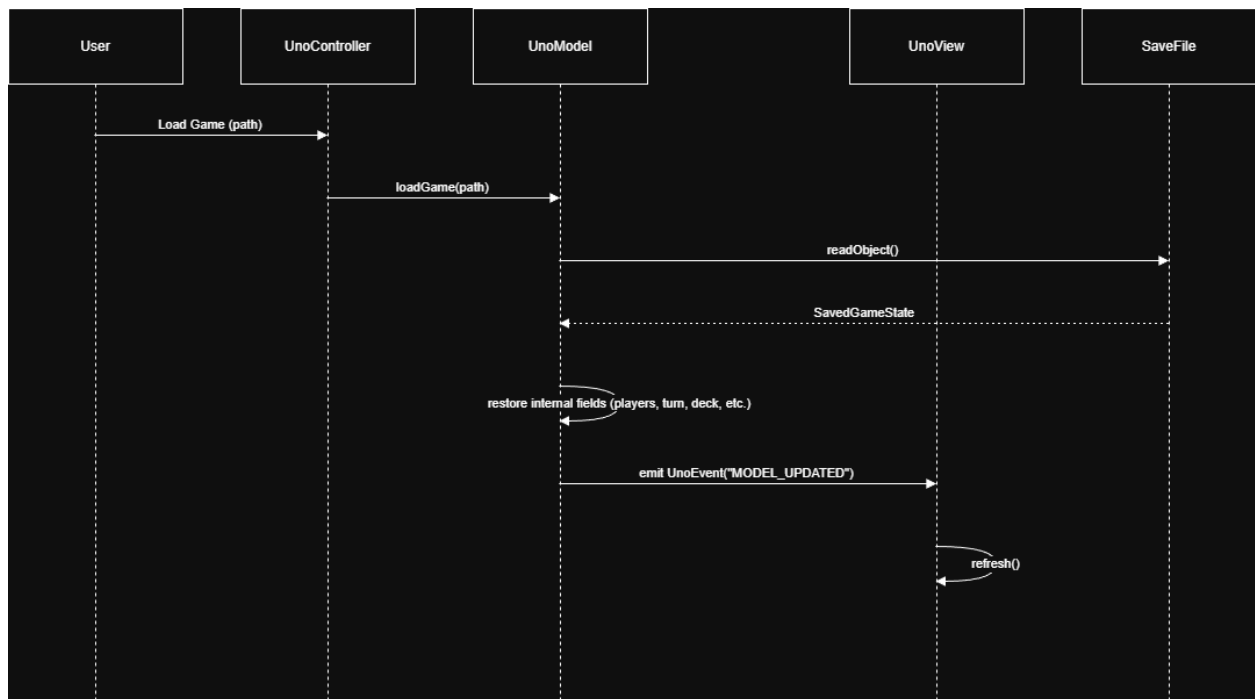 User
UnoController
UnoModel
UnoView
SaveFile
Load Game (path)
loadGame(path)
readObject()
SavedGameState
restore internal fields (players, turn, deck, etc.)
emit UnoEvent("MODEL_UPDATED")
refresh()